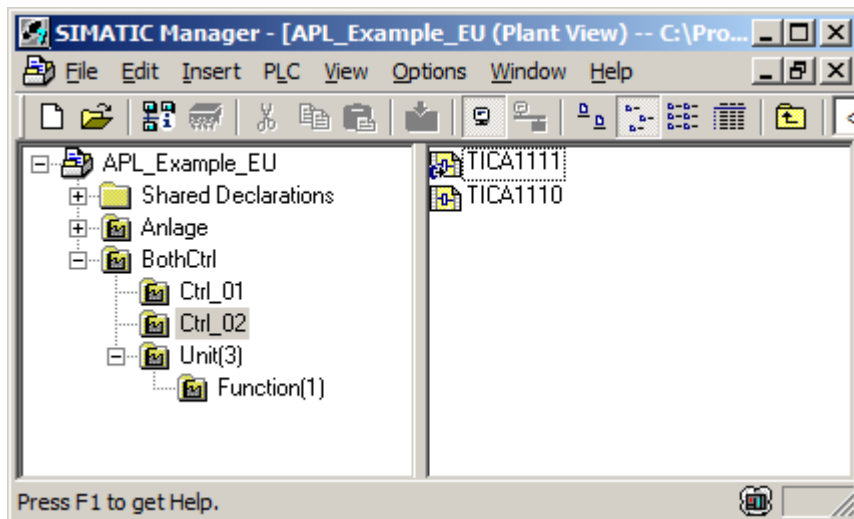 SIMATIC Manager - [APL_Example_EU (Plant View) -- C:\Pro...
File Edit Insert PLC View Options Window Help
APL_Example_EU
Shared Declarations
Anlage
BothCtrl
Ctrl_01
Ctrl_02
Unit(3)
Function(1)
TICA1111
TICA1110
Press F1 to get Help.